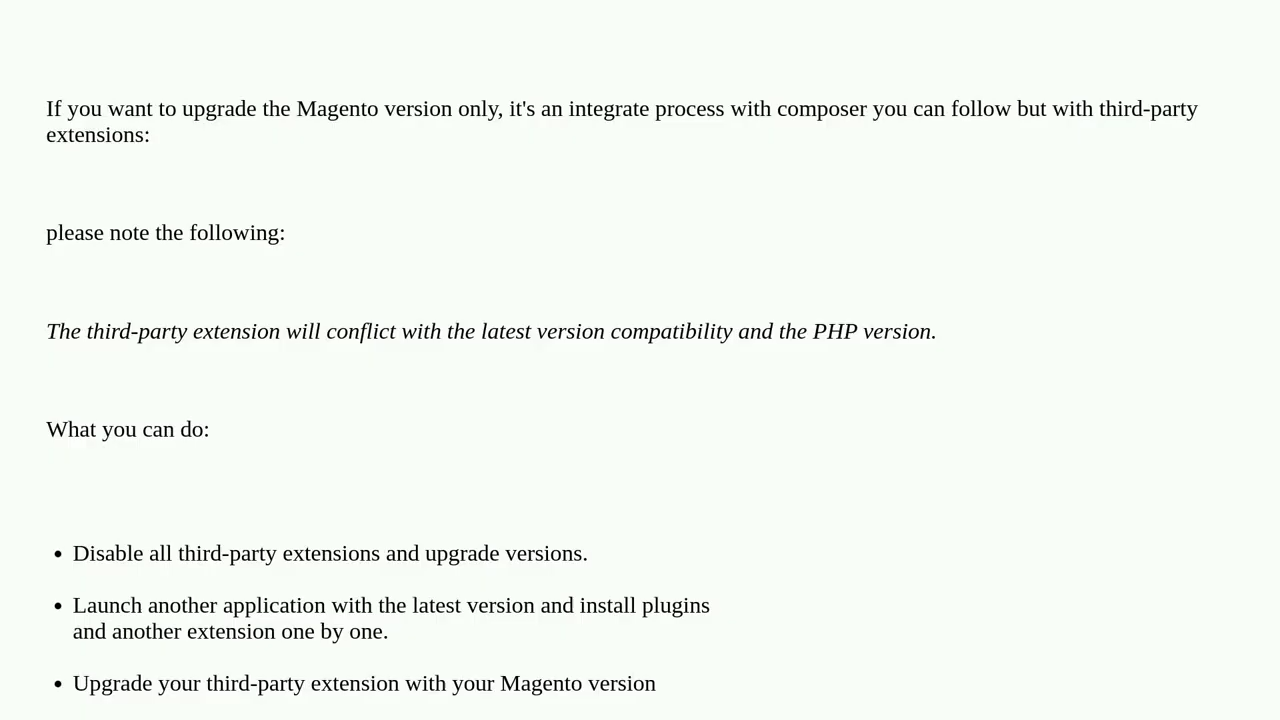 If you want to upgrade the Magento version only, it's an integrate process with composer you can follow but with third-party
extensions:
please note the following:
The third-party extension will conflict with the latest version compatibility and the PHP version.
What you can do:
• Disable all third-party extensions and upgrade versions.
• Launch another application with the latest version and install plugins
and another extension one by one.
• Upgrade your third-party extension with your Magento version